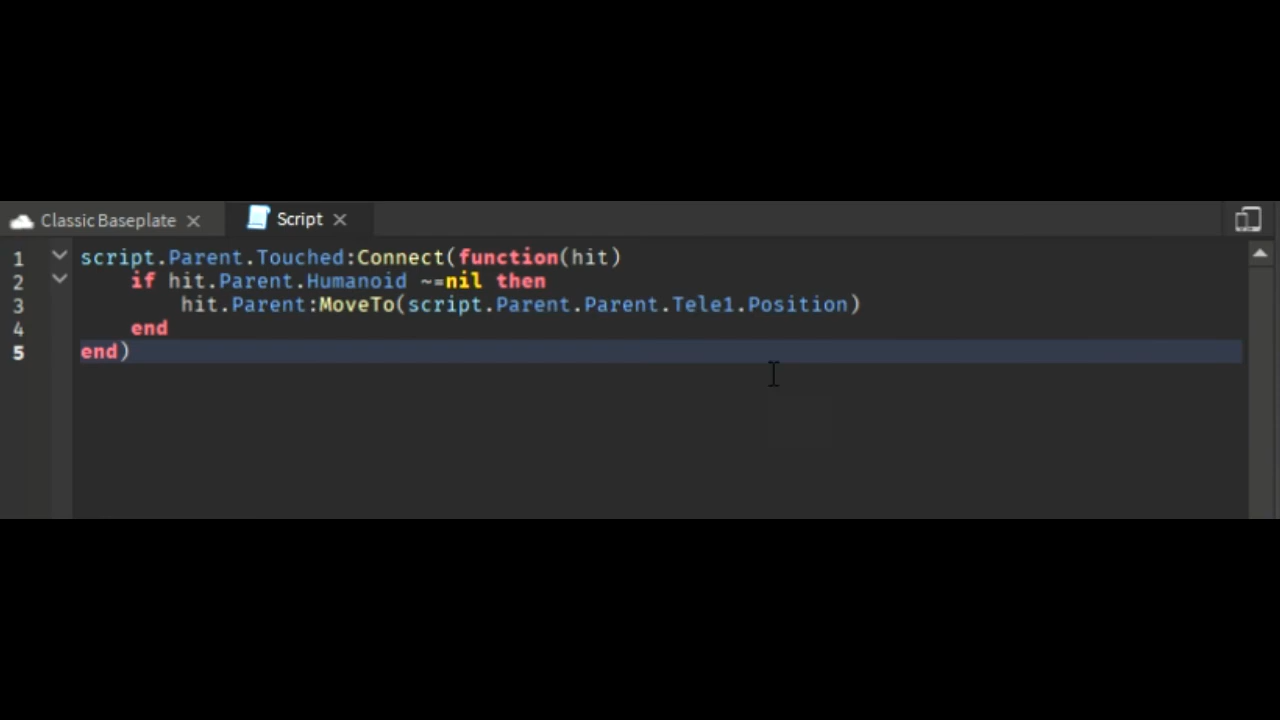 Classic Baseplate
Script
1 script.Parent.Touched:Connect(function(hit)
2 if hit.Parent.Humanoid ~=nil then
3 hit.Parent:MoveTo(script.Parent.Parent.Tele1.Position)
4 end
5 end)